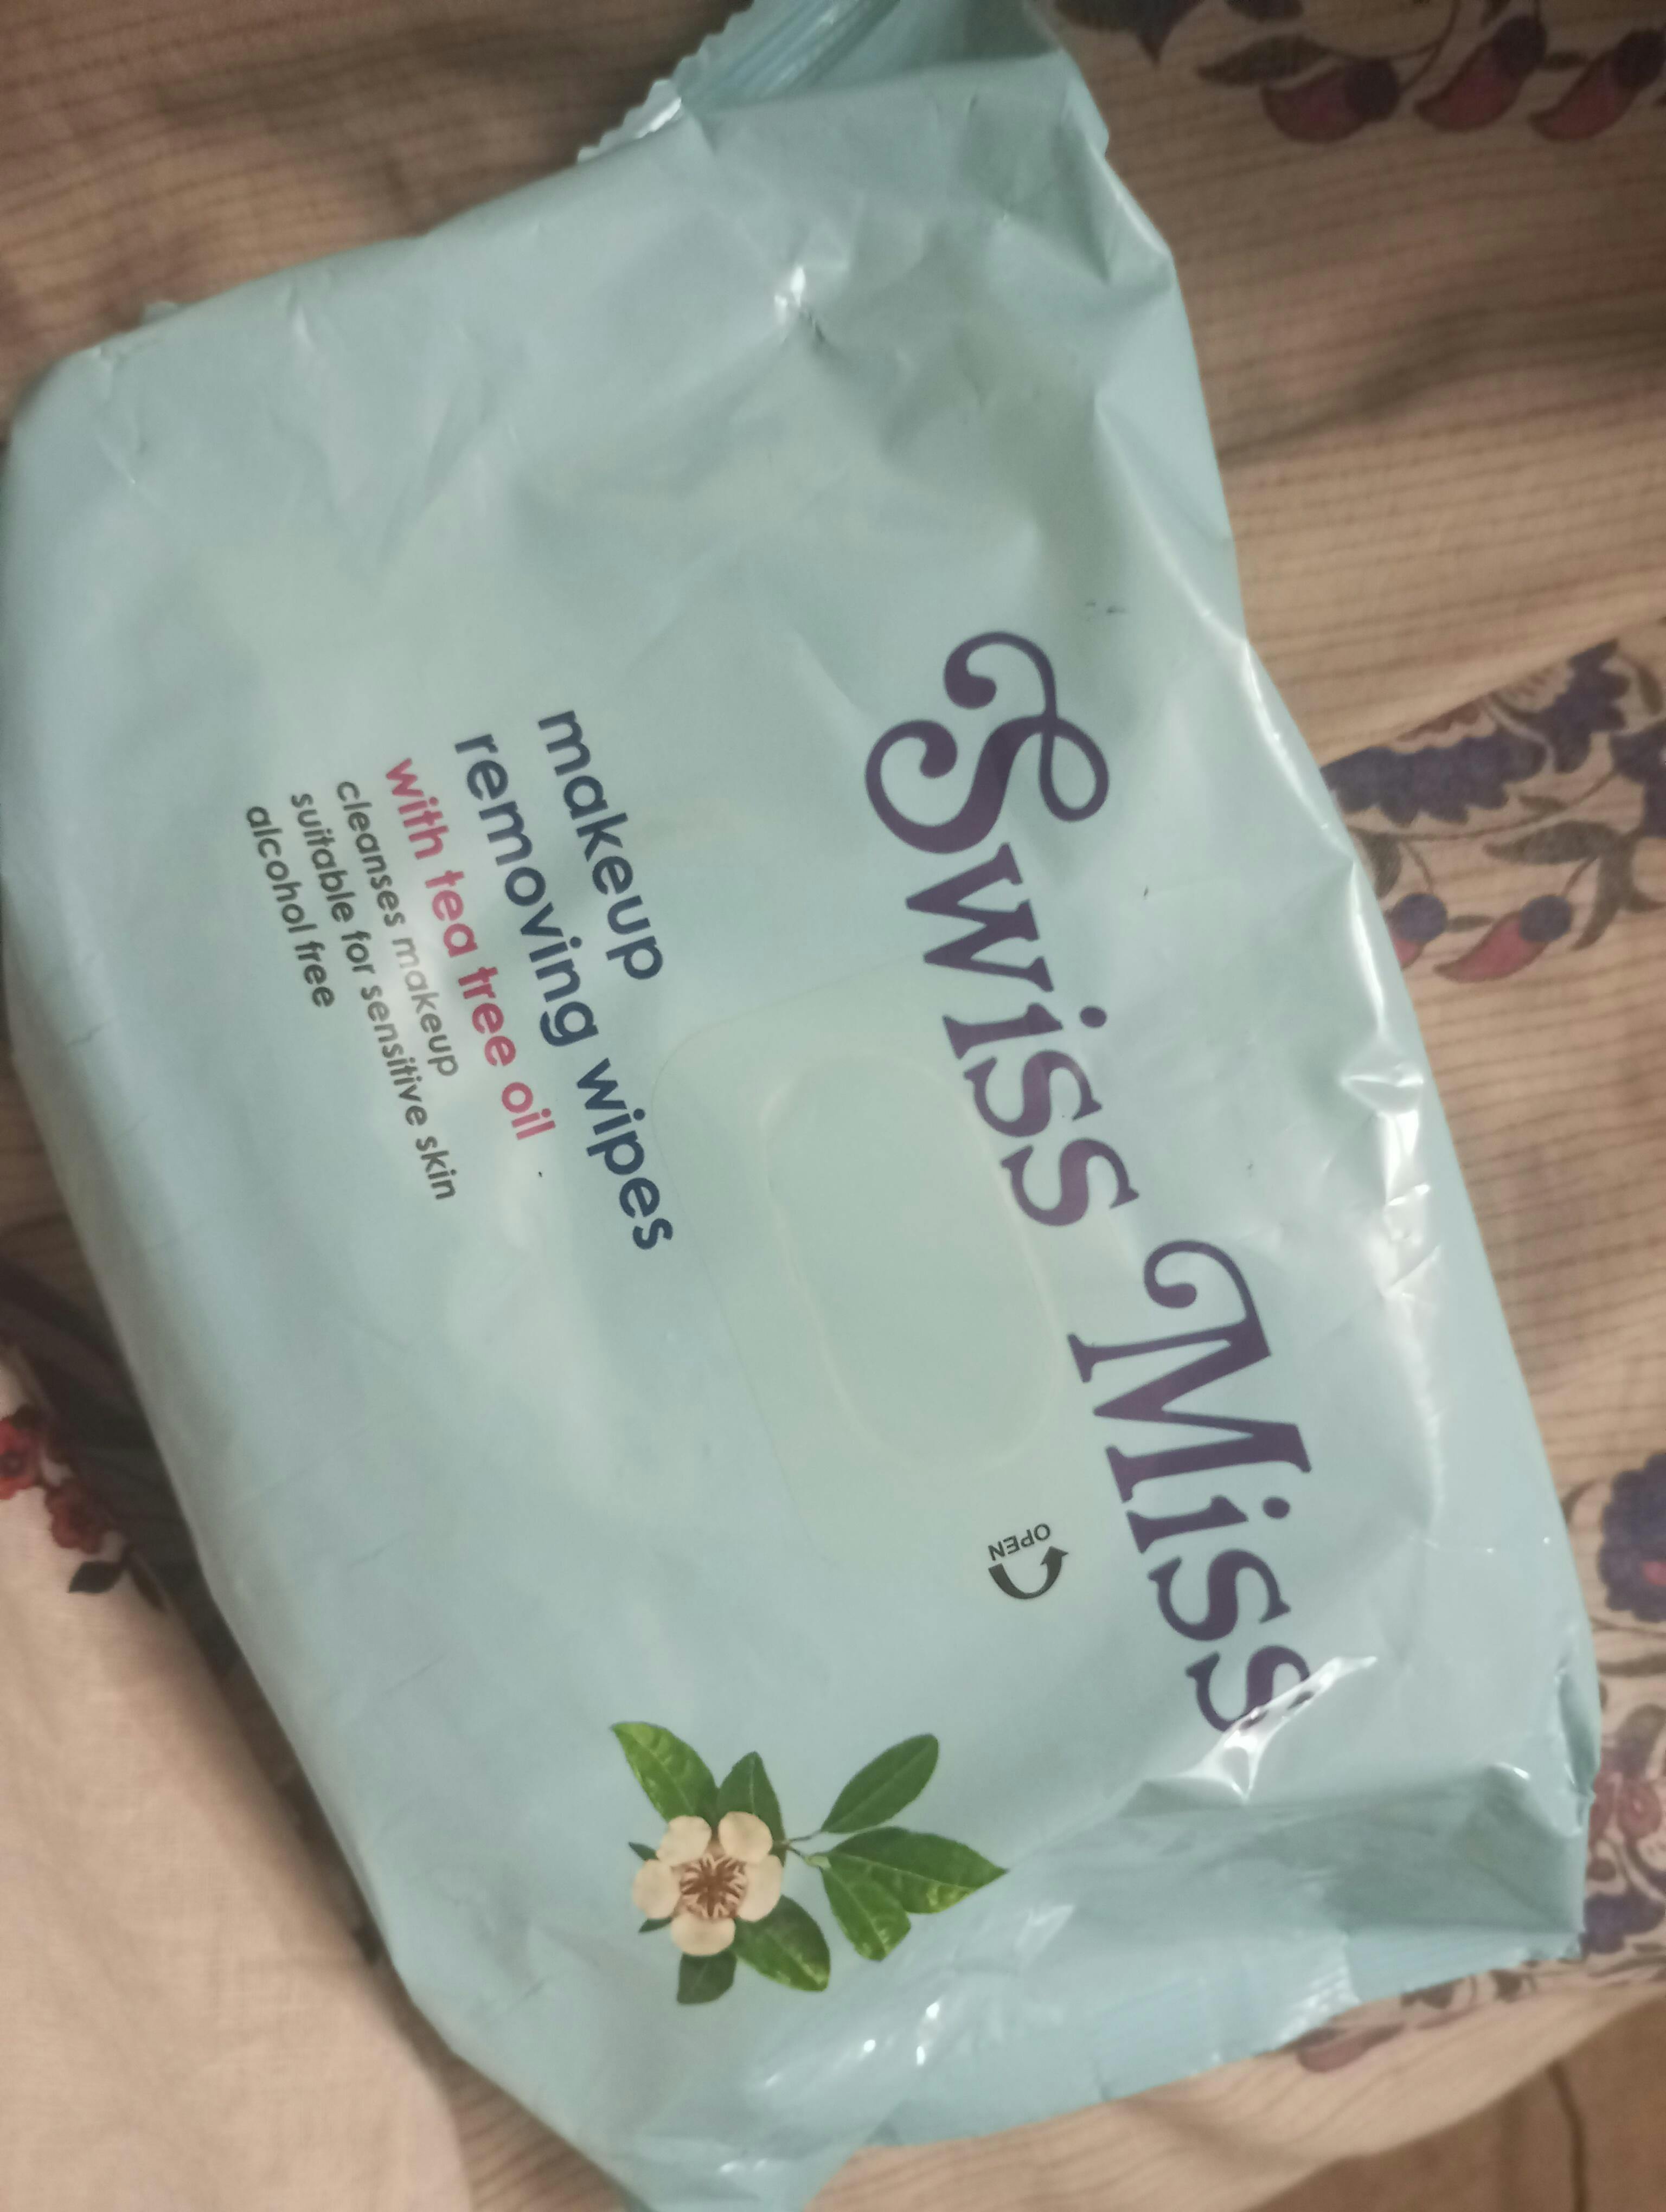 Swiss Miss
OPEN
makeup
removing wipes
with tea tree oil
cleanses makeup
suitable for sensitive skin
alcohol free